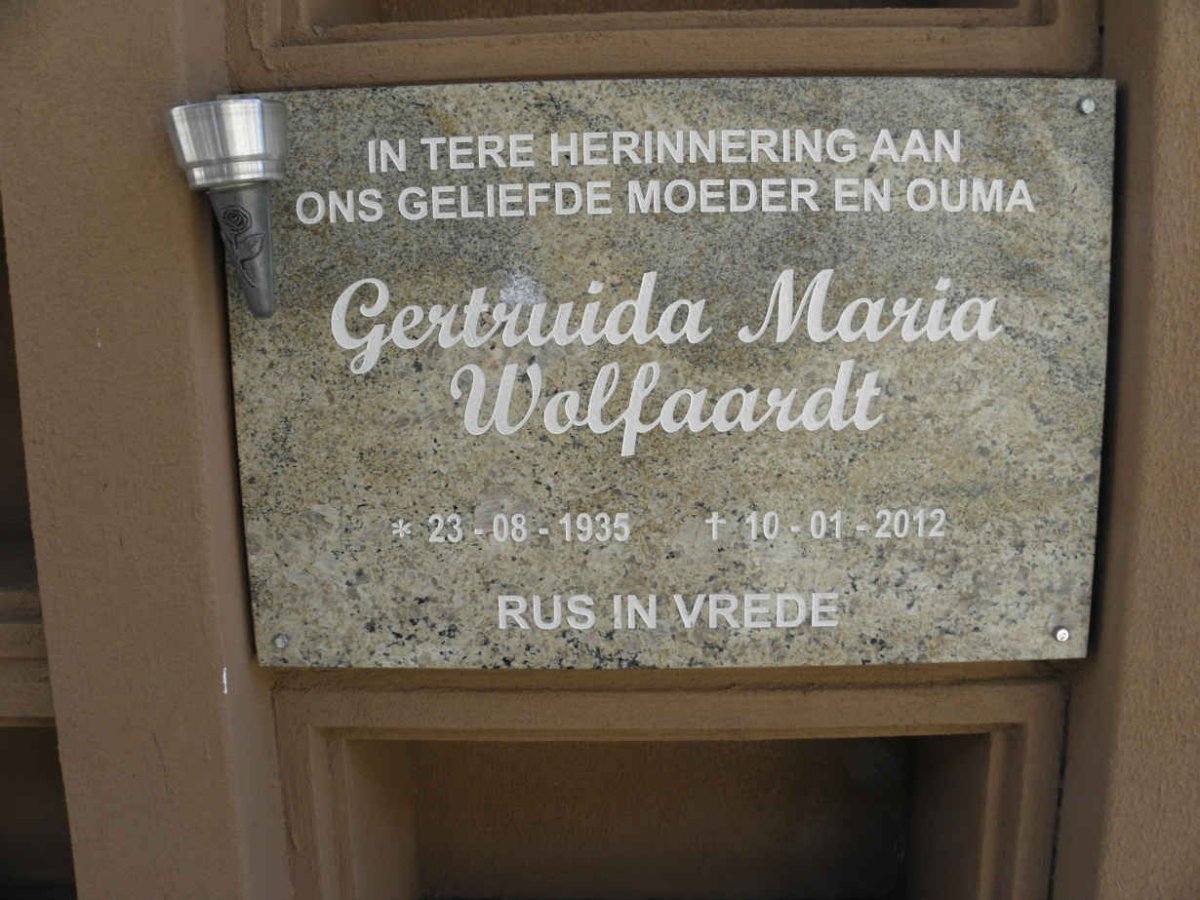 IN TERE HERINNERING AAN
ONS GELIEFDE MOEDER EN OUMA
Gertruida Maria
Wolfaardt
* 23 - 08 - 1935 † 10 - 01 - 2012
RUS IN VREDE